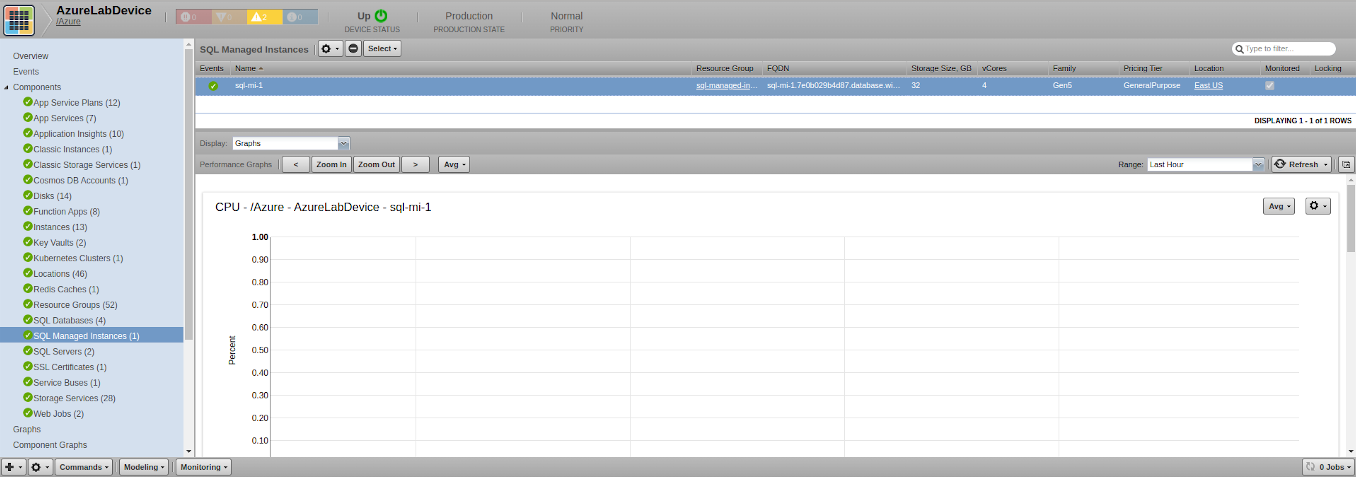 AzureLabDevice
/Azure
0 0 2 0
Up
DEVICE STATUS
Production
PRODUCTION STATE
Normal
PRIORITY
Overview
Events
Components
App Service Plans (12)
App Services (7)
Application Insights (10)
Classic Instances (1)
Classic Storage Services (1)
Cosmos DB Accounts (1)
Disks (14)
Function Apps (8)
Instances (13)
Key Vaults (2)
Kubernetes Clusters (1)
Locations (46)
Redis Caches (1)
Resource Groups (52)
SQL Databases (4)
SQL Managed Instances (1)
SQL Servers (2)
SSL Certificates (1)
Service Buses (1)
Storage Services (28)
Web Jobs (2)
Graphs
Component Graphs
SQL Managed Instances
Select
Type to filter...
Events Name Resource Group FQDN Storage Size, GB vCores Family Pricing Tier Location Monitored Locking
sql-mi-1 sql-managed-in... sql-mi-1.7e0b029b4d87.database.wi... 32 4 Gen5 GeneralPurpose East US
DISPLAYING 1 - 1 of 1 ROWS
Display: Graphs
Performance Graphs < Zoom In Zoom Out > Avg Range: Last Hour Refresh
CPU - /Azure - AzureLabDevice - sql-mi-1
Avg
1.00
0.90
0.80
0.70
0.60
0.50
0.40
0.30
0.20
0.10
Percent
Commands Modeling Monitoring 0 Jobs